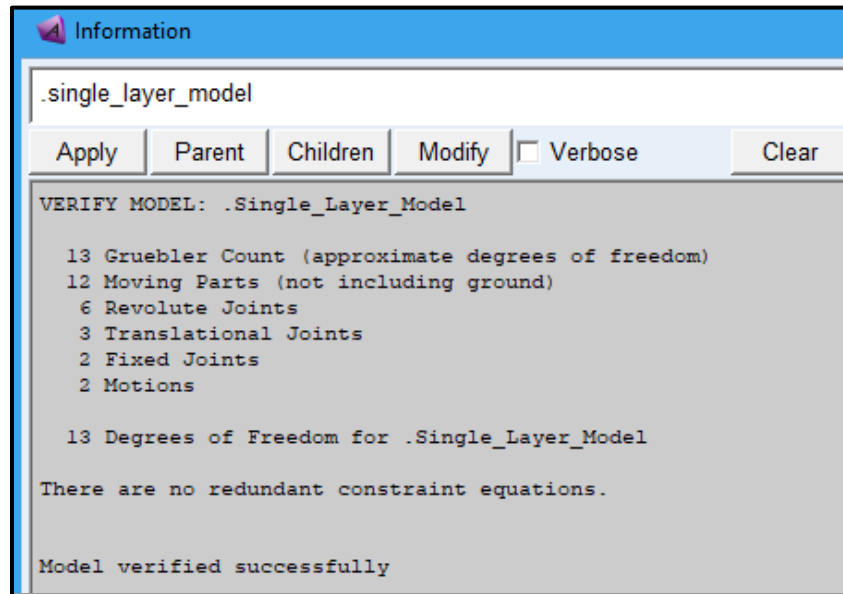 Information
.single_layer_model
Apply Parent Children Modify Verbose Clear
VERIFY MODEL: .Single_Layer_Model
13 Gruebler Count (approximate degrees of freedom)
12 Moving Parts (not including ground)
6 Revolute Joints
3 Translational Joints
2 Fixed Joints
2 Motions
13 Degrees of Freedom for .Single_Layer_Model
There are no redundant constraint equations.
Model verified successfully